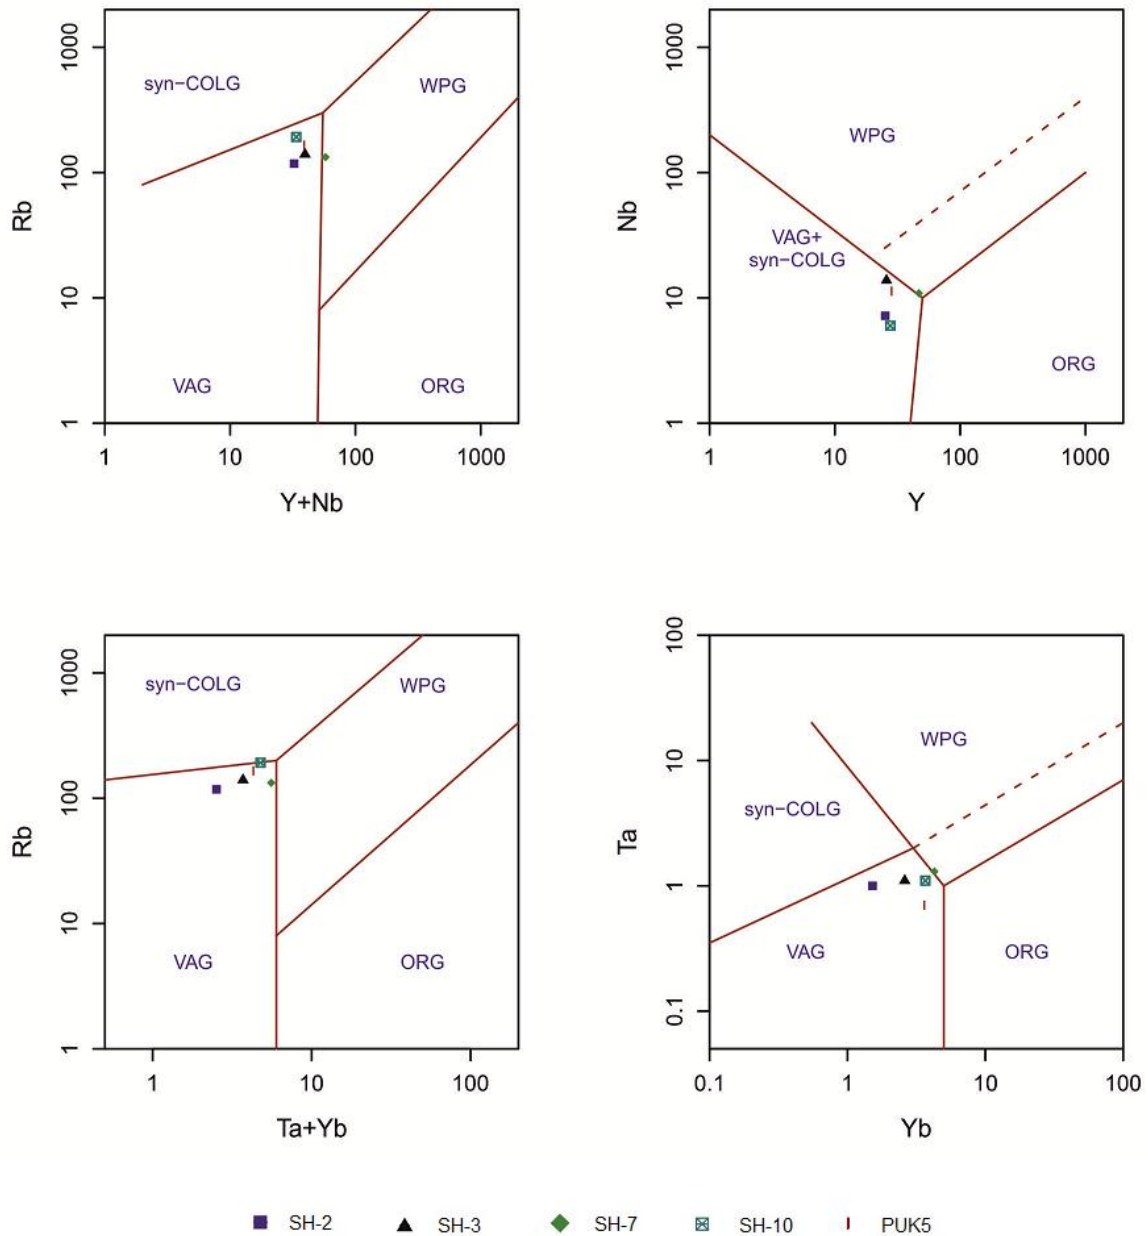 syn−COLG
WPG
VAG
ORG
Rb
1
10
100
1000
1
10
100
1000
Y+Nb
WPG
VAG+
syn−COLG
ORG
Nb
1
10
100
1000
1
10
100
1000
Y
syn−COLG
WPG
VAG
ORG
Rb
1
10
100
1000
1
10
100
Ta+Yb
WPG
syn−COLG
VAG
ORG
Ta
0.1
1
10
100
0.1
1
10
100
Yb
SH-2
SH-3
SH-7
SH-10
PUK5